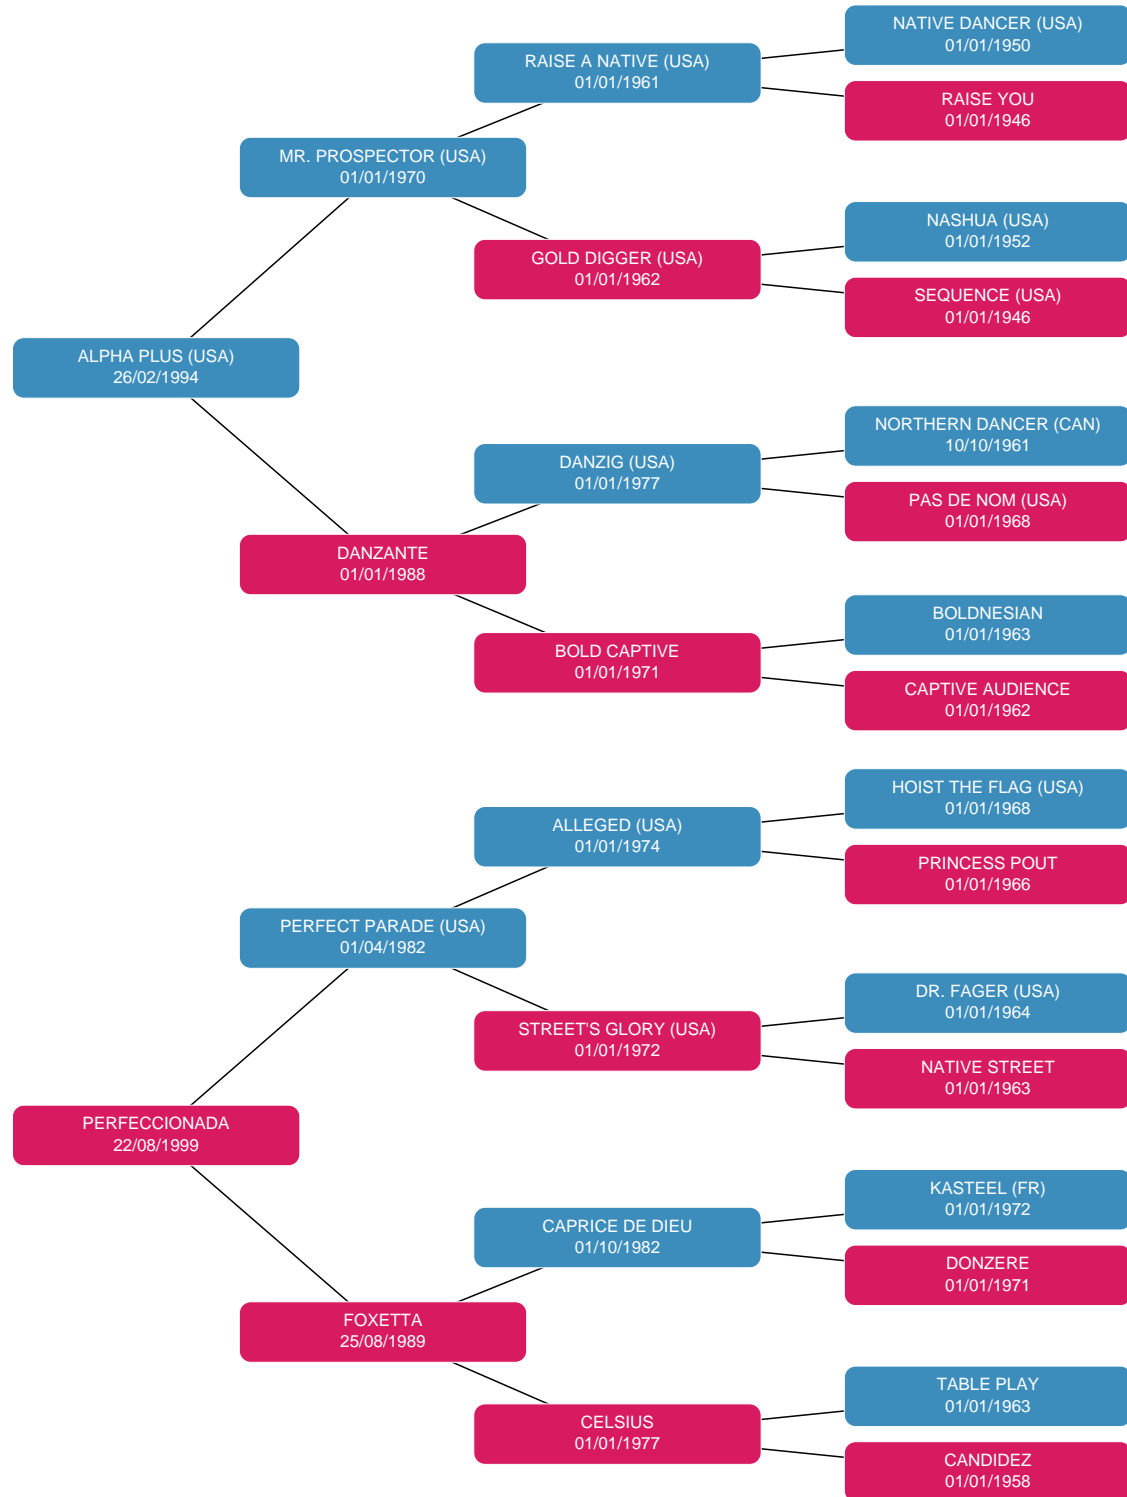 NATIVE DANCER (USA)
01/01/1950
RAISE A NATIVE (USA)
01/01/1961
RAISE YOU
01/01/1946
MR. PROSPECTOR (USA)
01/01/1970
NASHUA (USA)
01/01/1952
GOLD DIGGER (USA)
01/01/1962
SEQUENCE (USA)
01/01/1946
ALPHA PLUS (USA)
26/02/1994
NORTHERN DANCER (CAN)
10/10/1961
DANZIG (USA)
01/01/1977
PAS DE NOM (USA)
01/01/1968
DANZANTE
01/01/1988
BOLDNESIAN
01/01/1963
BOLD CAPTIVE
01/01/1971
CAPTIVE AUDIENCE
01/01/1962
HOIST THE FLAG (USA)
01/01/1968
ALLEGED (USA)
01/01/1974
PRINCESS POUT
01/01/1966
PERFECT PARADE (USA)
01/04/1982
DR. FAGER (USA)
01/01/1964
STREET'S GLORY (USA)
01/01/1972
NATIVE STREET
01/01/1963
PERFECCIONADA
22/08/1999
KASTEEL (FR)
01/01/1972
CAPRICE DE DIEU
01/10/1982
DONZERE
01/01/1971
FOXETTA
25/08/1989
TABLE PLAY
01/01/1963
CELSIUS
01/01/1977
CANDIDEZ
01/01/1958